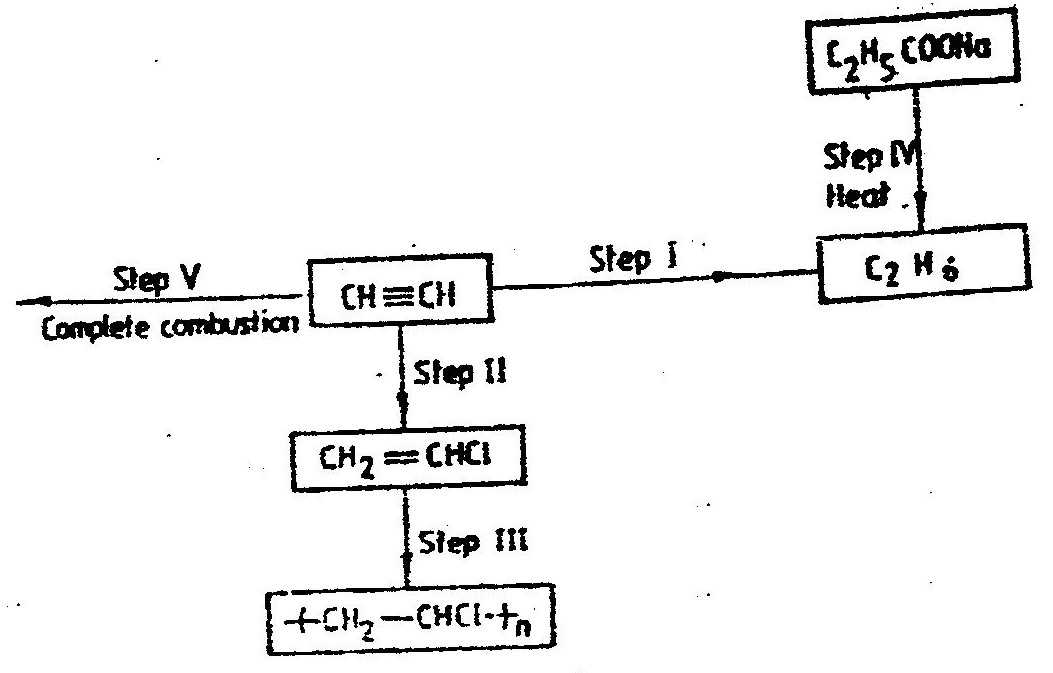 C₂H₅COONa
Step IV
Heat
Step V
Complete combustion
CH≡CH
Step I
C₂H₆
Step II
CH₂=CHCl
Step III
+CH₂-CHCl-+n